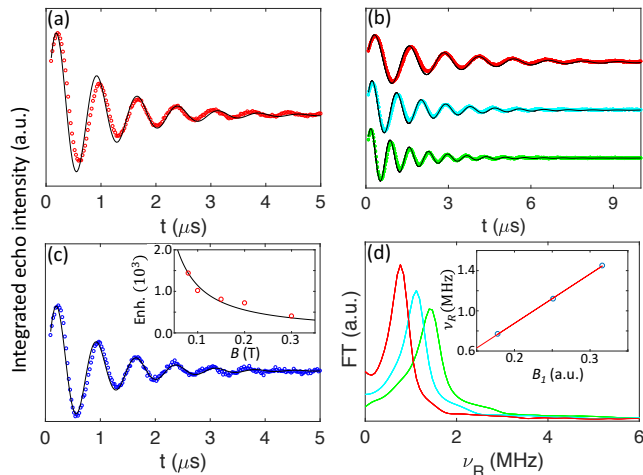 Integrated echo intensity (a.u.)
(a)
0 1 2 3 4 5
t (μs)
(b)
0 3 6 9
t (μs)
(c)
0 1 2 3 4 5
t (μs)
Enh. (10³)
2.0
1.0
0
0.1 0.2 0.3
B (T)
(d)
FT (a.u.)
0 2 4 6
ν_R (MHz)
ν_R (MHz)
1.4
1.0
0.6
0.2 0.3
B₁ (a.u.)